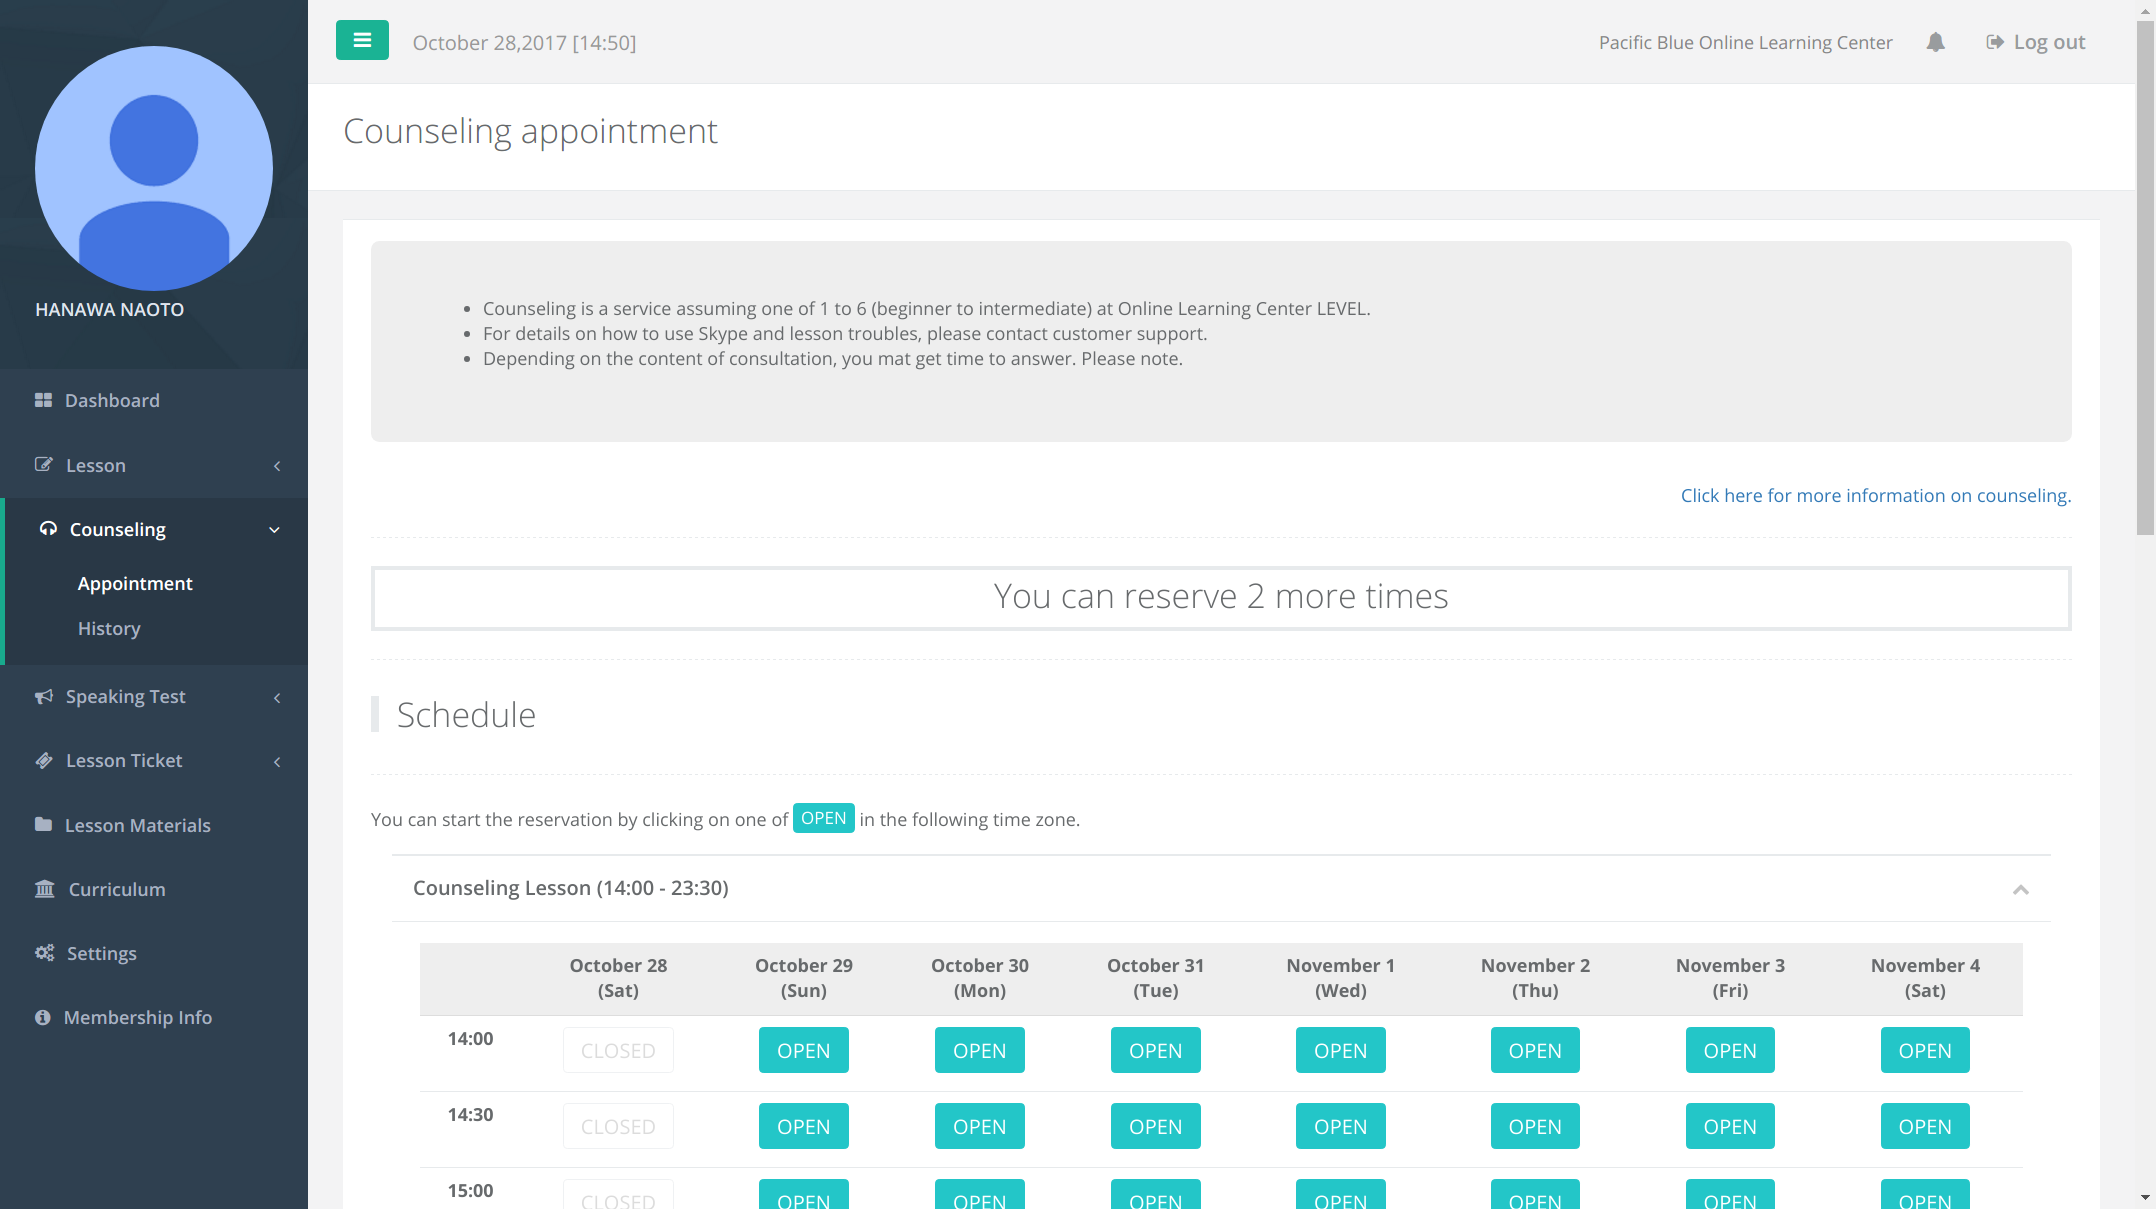 October 28,2017 [14:50]
Pacific Blue Online Learning Center
Log out
HANAWA NAOTO
Dashboard
Lesson
Counseling
Appointment
History
Speaking Test
Lesson Ticket
Lesson Materials
Curriculum
Settings
Membership Info
Counseling appointment
Counseling is a service assuming one of 1 to 6 (beginner to intermediate) at Online Learning Center LEVEL.
For details on how to use Skype and lesson troubles, please contact customer support.
Depending on the content of consultation, you mat get time to answer. Please note.
Click here for more information on counseling.
You can reserve 2 more times
Schedule
You can start the reservation by clicking on one of OPEN in the following time zone.
Counseling Lesson (14:00 - 23:30)
October 28 October 29 October 30 October 31 November 1 November 2 November 3 November 4
(Sat) (Sun) (Mon) (Tue) (Wed) (Thu) (Fri) (Sat)
14:00 CLOSED OPEN OPEN OPEN OPEN OPEN OPEN OPEN
14:30 CLOSED OPEN OPEN OPEN OPEN OPEN OPEN OPEN
15:00 CLOSED OPEN OPEN OPEN OPEN OPEN OPEN OPEN